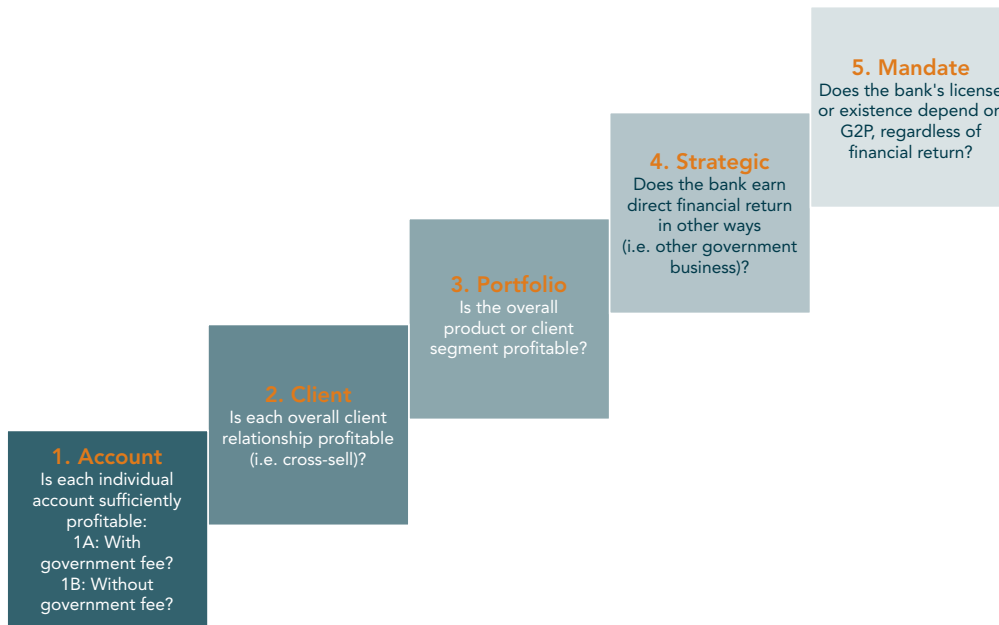 5. Mandate
Does the bank's license
or existence depend on
G2P, regardless of
financial return?
4. Strategic
Does the bank earn
direct financial return
in other ways
(i.e. other government
business)?
3. Portfolio
Is the overall
product or client
segment profitable?
2. Client
Is each overall client
relationship profitable
(i.e. cross-sell)?
1. Account
Is each individual
account sufficiently
profitable:
1A: With
government fee?
1B: Without
government fee?